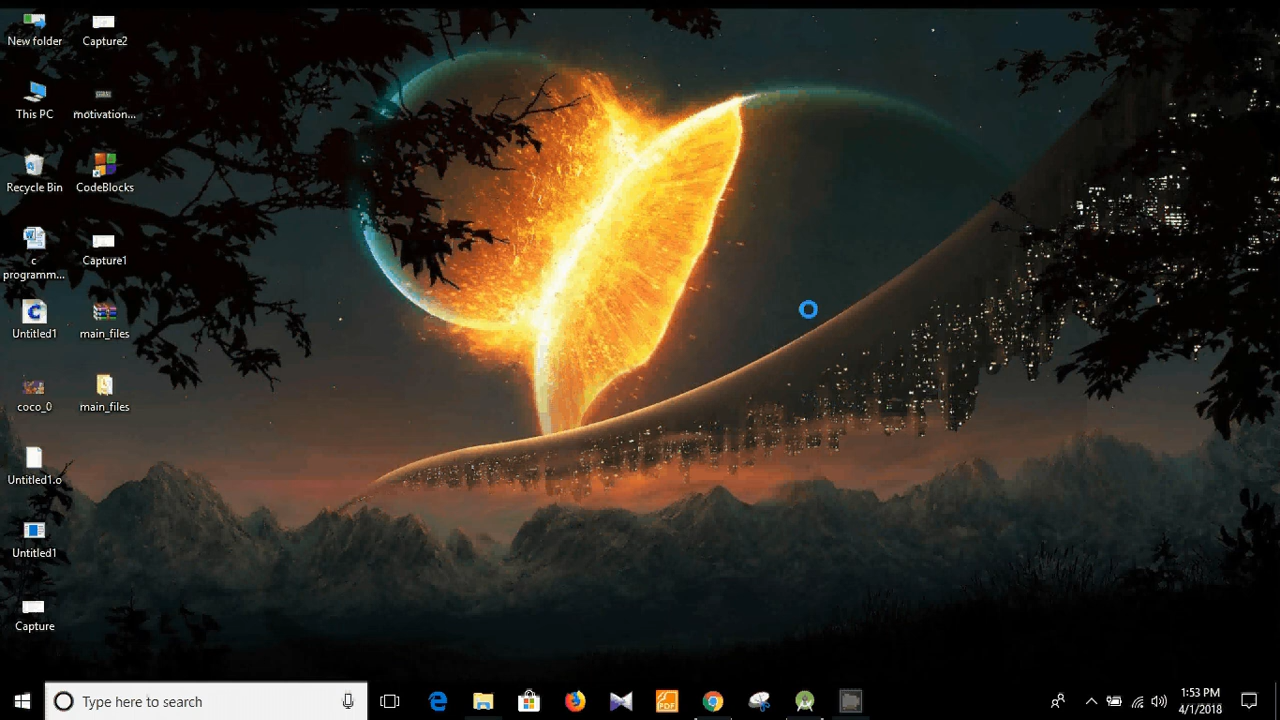 New folder
Capture2
This PC
motivation...
Recycle Bin
CodeBlocks
c
programm...
Capture1
Untitled1
main_files
coco_0
main_files
Untitled1.o
Untitled1
Capture
Type here to search
PDF
1:53 PM
4/1/2018